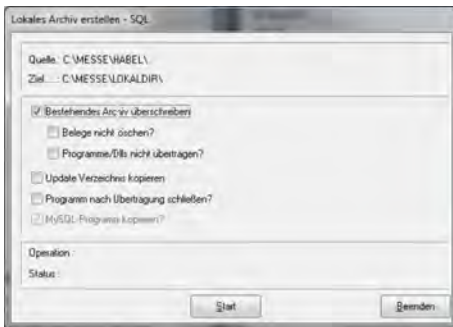 Lokales Archiv erstellen - SQL
Quelle : C:\MESSE\HABEL\
Ziel ... : C:\MESSE\LOKALDIR\
Bestehendes Archiv überschreiben
Belege nicht löschen?
Programme/Dlls nicht übertragen?
Update Verzeichnis kopieren
Programm nach Übertragung schließen?
MySQL-Programm kopieren?
Operation :
Status :
Start
Beenden